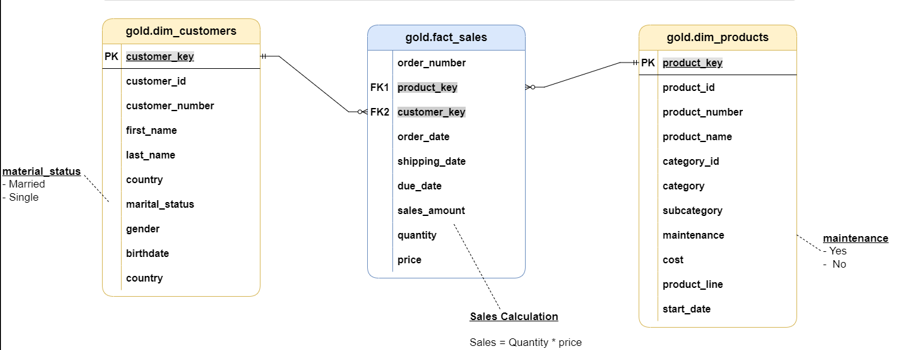 gold.dim_customers
PK customer_key
customer_id
customer_number
first_name
last_name
country
marital_status
gender
birthdate
country
material_status
- Married
- Single
gold.fact_sales
order_number
FK1 product_key
FK2 customer_key
order_date
shipping_date
due_date
sales_amount
quantity
price
Sales Calculation
Sales = Quantity * price
gold.dim_products
PK product_key
product_id
product_number
product_name
category_id
category
subcategory
maintenance
cost
product_line
start_date
maintenance
- Yes
- No